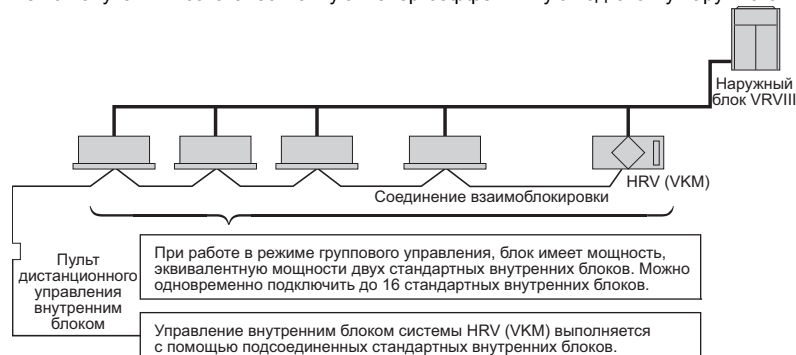 Наружный
блок VRVIII
HRV (VKM)
Соединение взаимоблокировки
Пульт
дистанционного
управления
внутренним
блоком
При работе в режиме группового управления, блок имеет мощность,
эквивалентную мощности двух стандартных внутренних блоков. Можно
одновременно подключить до 16 стандартных внутренних блоков.
Управление внутренним блоком системы HRV (VKM) выполняется
с помощью подсоединенных стандартных внутренних блоков.